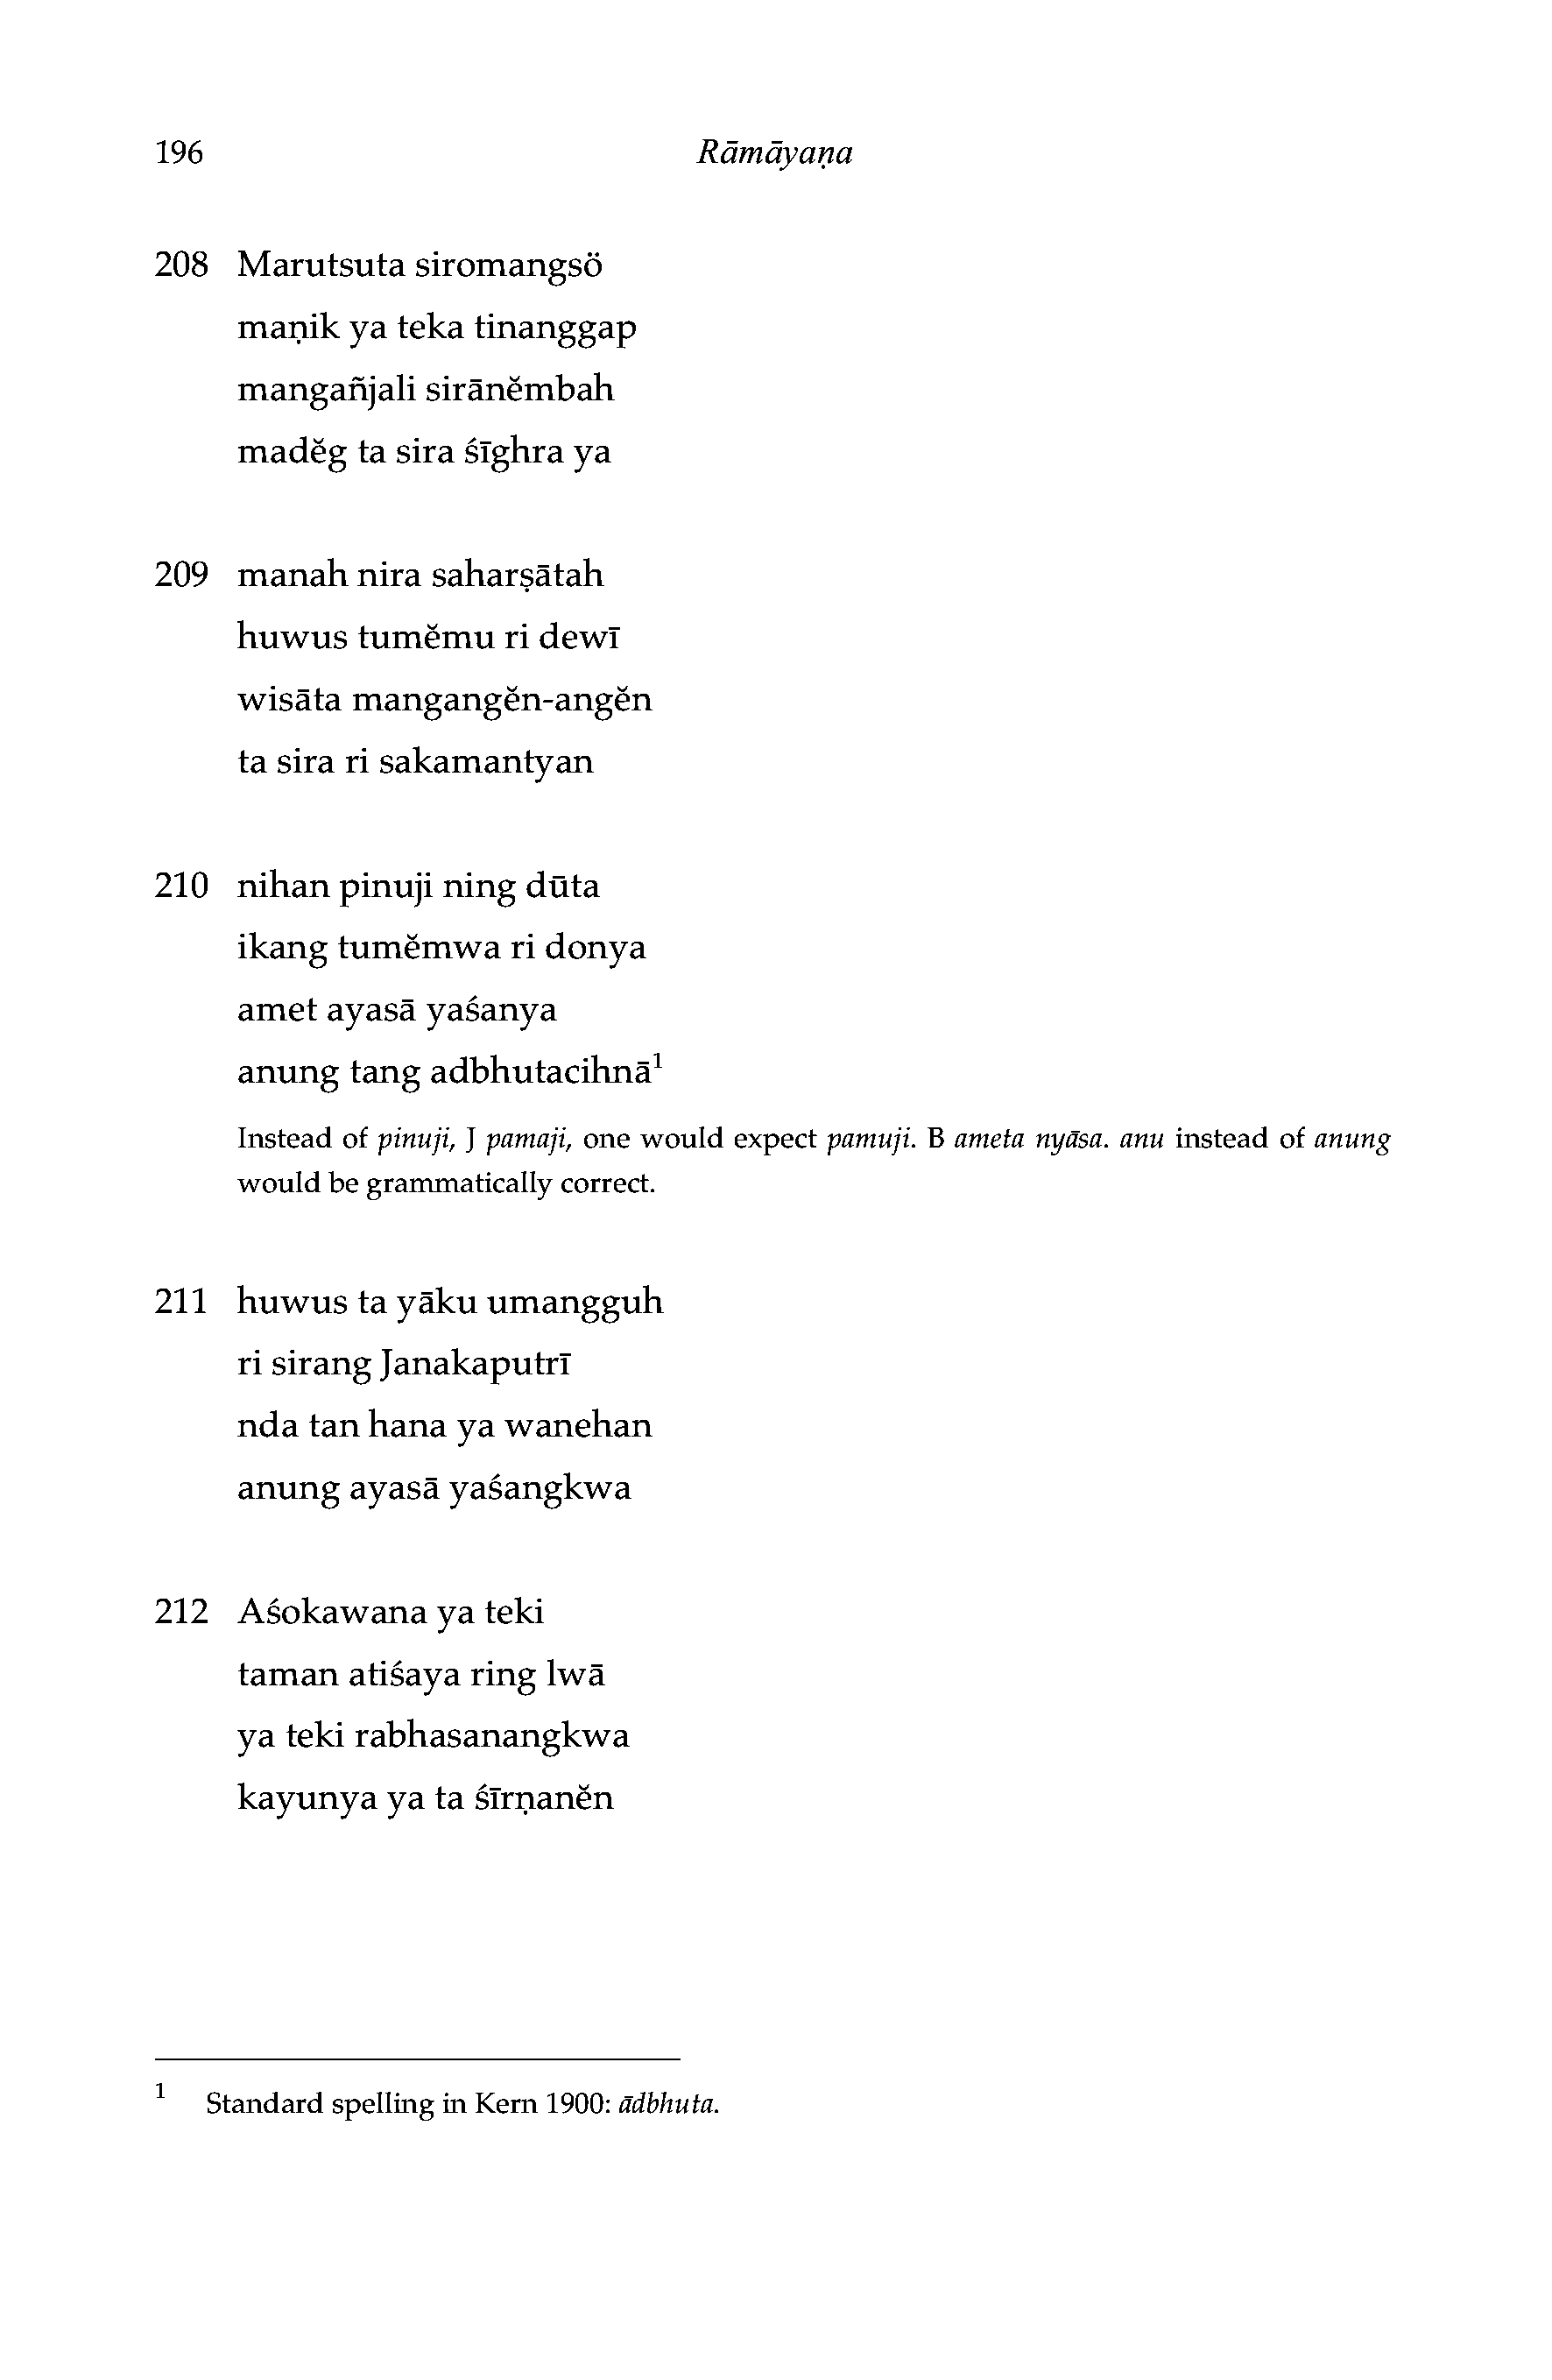 196 Rāmāyaṇa
208 Marutsuta siromangsö
maṇik ya teka tinanggap
mangañjali sirānĕmbah
madĕg ta sira śīghra ya
209 manah nira saharṣātah
huwus tumĕmu ri dewī
wisāta mangangĕn-angĕn
ta sira ri sakamantyan
210 nihan pinuji ning dūta
ikang tumĕmwa ri donya
amet ayasā yaśanya
anung tang adbhutacihnā¹
Instead of pinuji, J pamaji, one would expect pamuji. B ameta nyāsa. anu instead of anung
would be grammatically correct.
211 huwus ta yāku umangguh
ri sirang Janakaputrī
nda tan hana ya wanehan
anung ayasā yaśangkwa
212 Aśokawana ya teki
taman atiśaya ring lwā
ya teki rabhasanangkwa
kayunya ya ta śīrṇanĕn
¹ Standard spelling in Kern 1900: ādbhuta.